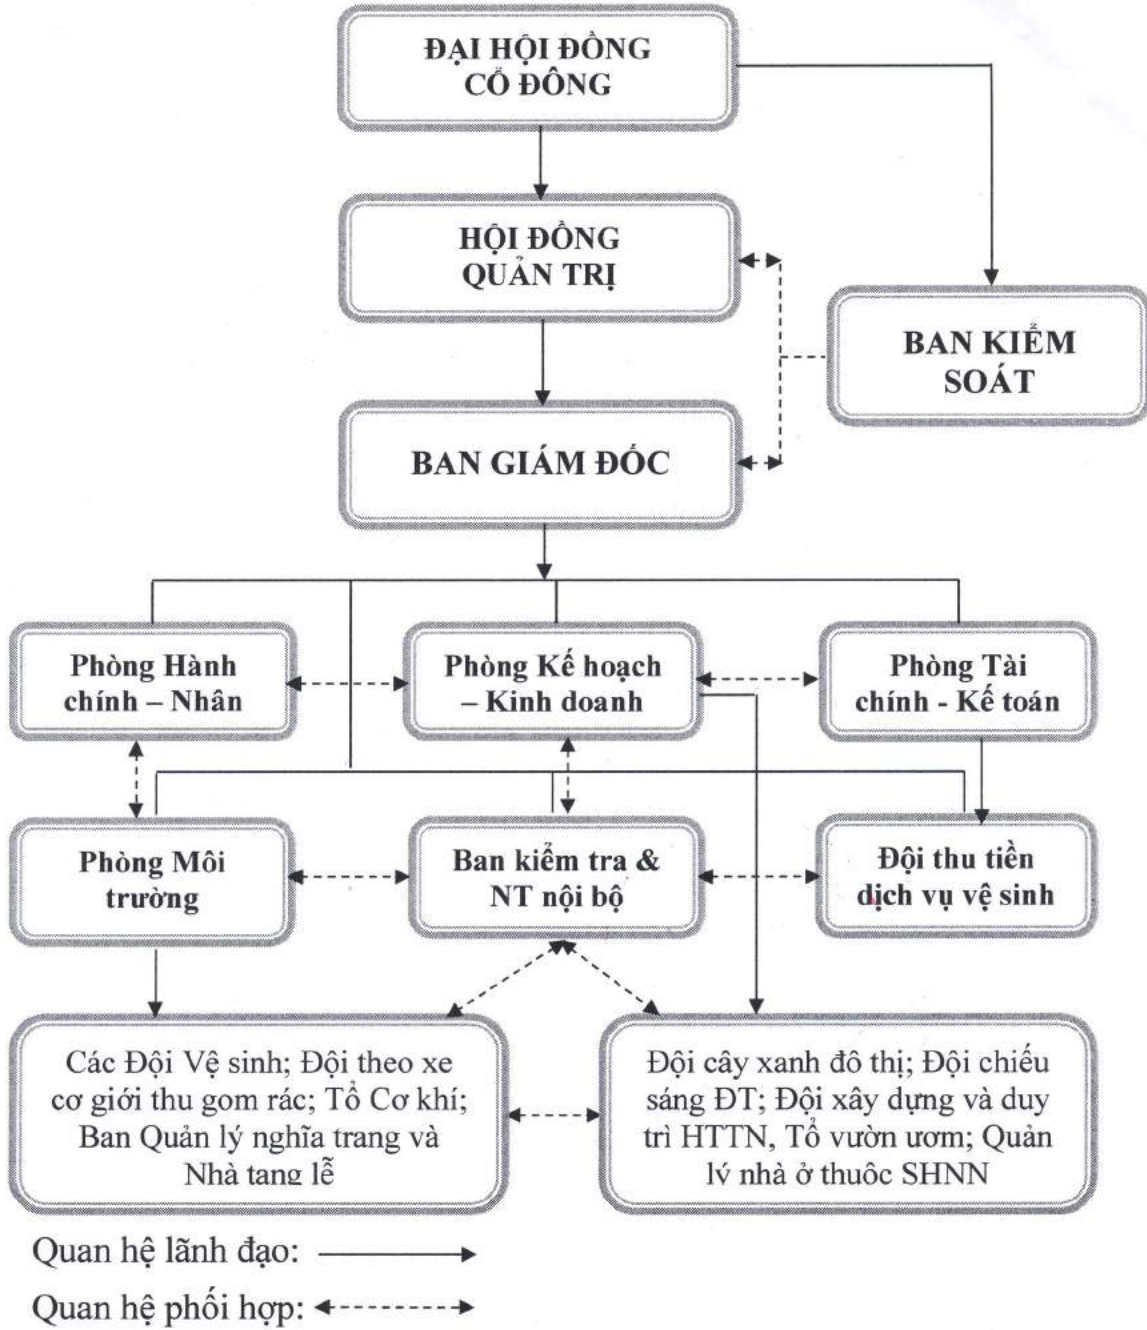 ĐẠI HỘI ĐỒNG
CỔ ĐÔNG
HỘI ĐỒNG
QUẢN TRỊ
BAN KIỂM
SOÁT
BAN GIÁM ĐỐC
Phòng Hành
chính – Nhân
Phòng Kế hoạch
– Kinh doanh
Phòng Tài
chính - Kế toán
Phòng Môi
trường
Ban kiểm tra &
NT nội bộ
Đội thu tiền
dịch vụ vệ sinh
Các Đội Vệ sinh; Đội theo xe
cơ giới thu gom rác; Tổ Cơ khí;
Ban Quản lý nghĩa trang và
Nhà tang lễ
Đội cây xanh đô thị; Đội chiếu
sáng ĐT; Đội xây dựng và duy
trì HTTN, Tổ vườn ươm; Quản
lý nhà ở thuộc SHNN
Quan hệ lãnh đạo:
Quan hệ phối hợp: